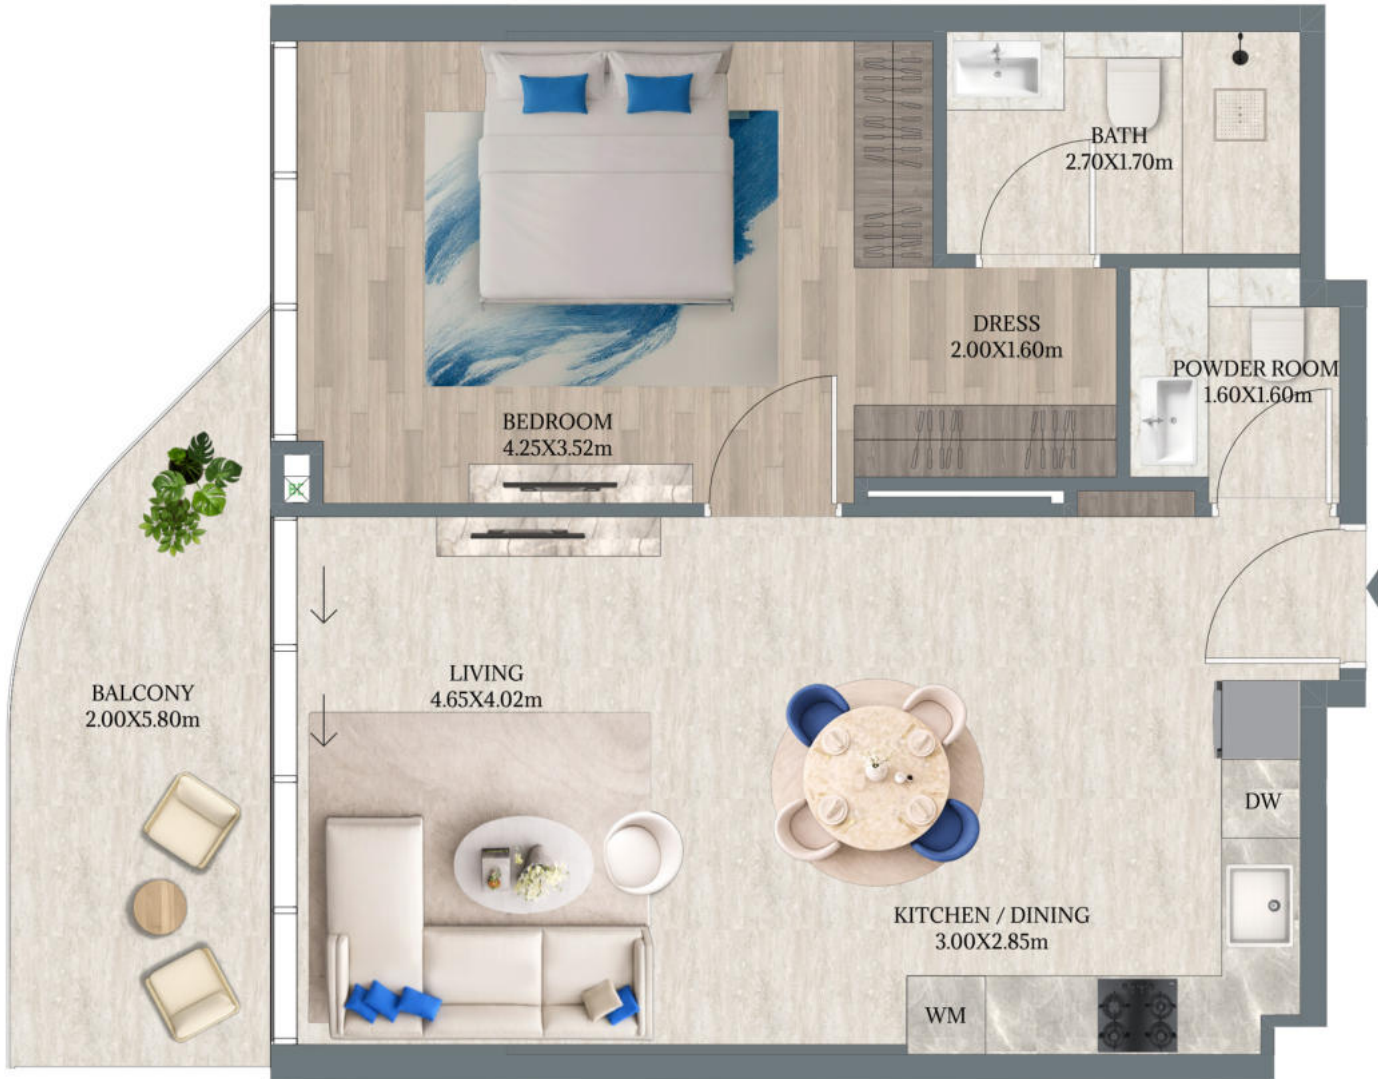 BATH
2.70X1.70m
DRESS
2.00X1.60m
POWDER ROOM
1.60X1.60m
BEDROOM
4.25X3.52m
LIVING
4.65X4.02m
BALCONY
2.00X5.80m
DW
KITCHEN / DINING
3.00X2.85m
WM